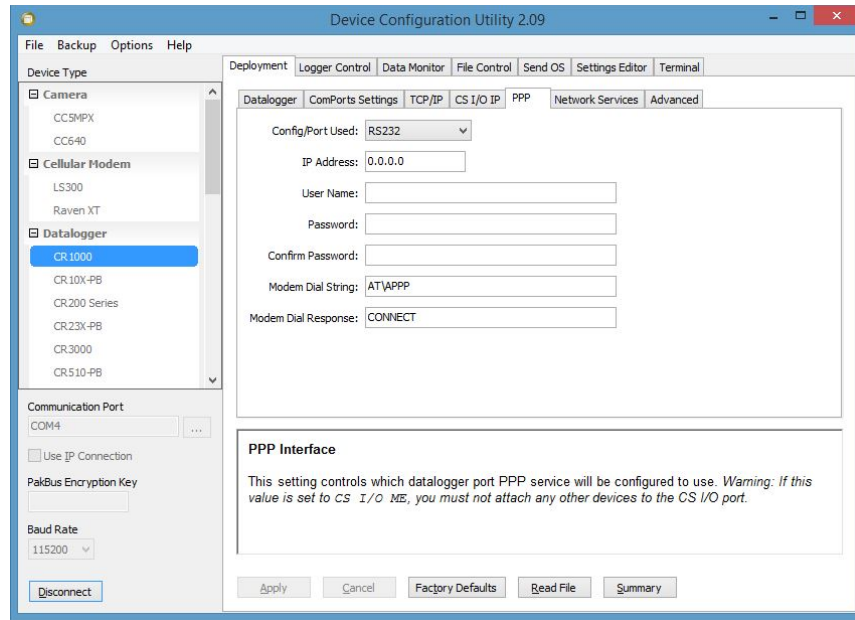 Device Configuration Utility 2.09
File Backup Options Help
Device Type
Camera
CC5MPX
CC640
Cellular Modem
LS300
Raven XT
Datalogger
CR1000
CR10X-PB
CR200 Series
CR23X-PB
CR3000
CR510-PB
Communication Port
COM4
...
Use IP Connection
PakBus Encryption Key
Baud Rate
115200
Disconnect
Deployment Logger Control Data Monitor File Control Send OS Settings Editor Terminal
Datalogger ComPorts Settings TCP/IP CS I/O IP PPP Network Services Advanced
Config/Port Used: RS232
IP Address: 0.0.0.0
User Name:
Password:
Confirm Password:
Modem Dial String: AT\APPP
Modem Dial Response: CONNECT
PPP Interface
This setting controls which datalogger port PPP service will be configured to use. Warning: If this
value is set to CS I/O ME, you must not attach any other devices to the CS I/O port.
Apply Cancel Factory Defaults Read File Summary